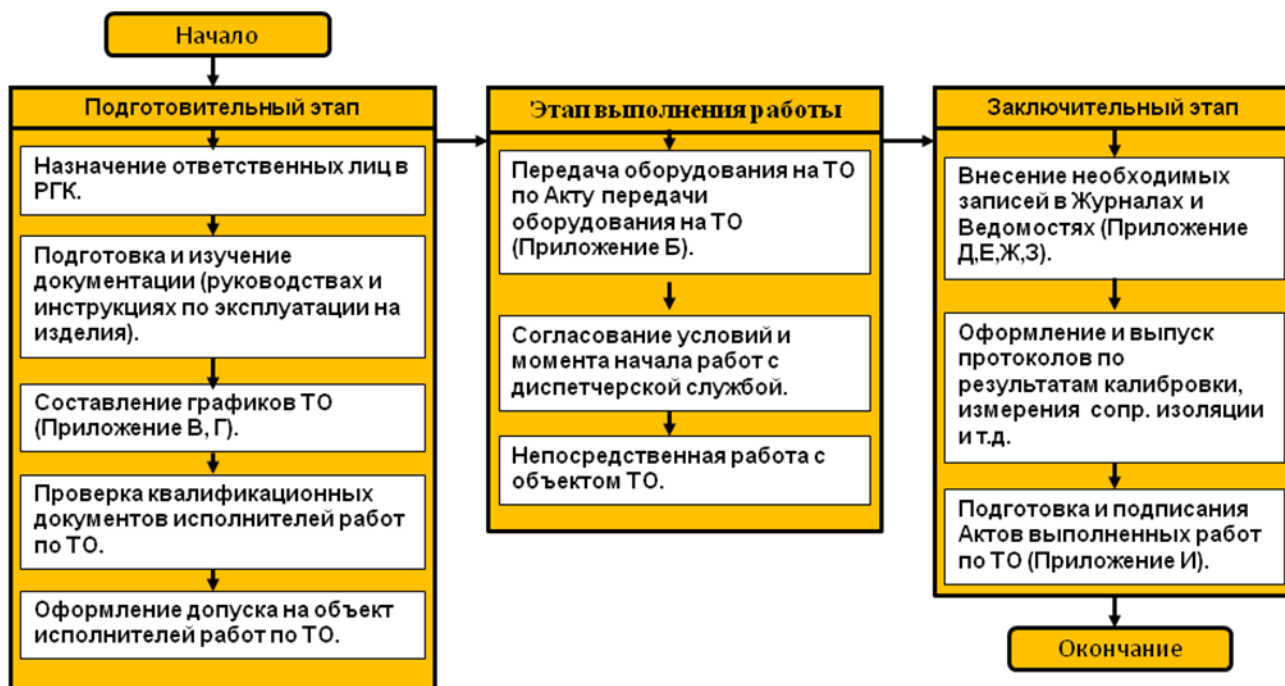 Начало
Подготовительный этап
Назначение ответственных лиц в
РГК.
Подготовка и изучение
документации (руководствах и
инструкциях по эксплуатации на
изделия).
Составление графиков ТО
(Приложение В, Г).
Проверка квалификационных
документов исполнителей работ
по ТО.
Оформление допуска на объект
исполнителей работ по ТО.
Этап выполнения работы
Передача оборудования на ТО
по Акту передачи
оборудования на ТО
(Приложение Б).
Согласование условий и
момента начала работ с
диспетчерской службой.
Непосредственная работа с
объектом ТО.
Заключительный этап
Внесение необходимых
записей в Журналах и
Ведомостях (Приложение
Д,Е,Ж,З).
Оформление и выпуск
протоколов по
результатам калибровки,
измерения сопр. изоляции
и т.д.
Подготовка и подписания
Актов выполненных работ
по ТО (Приложение И).
Окончание